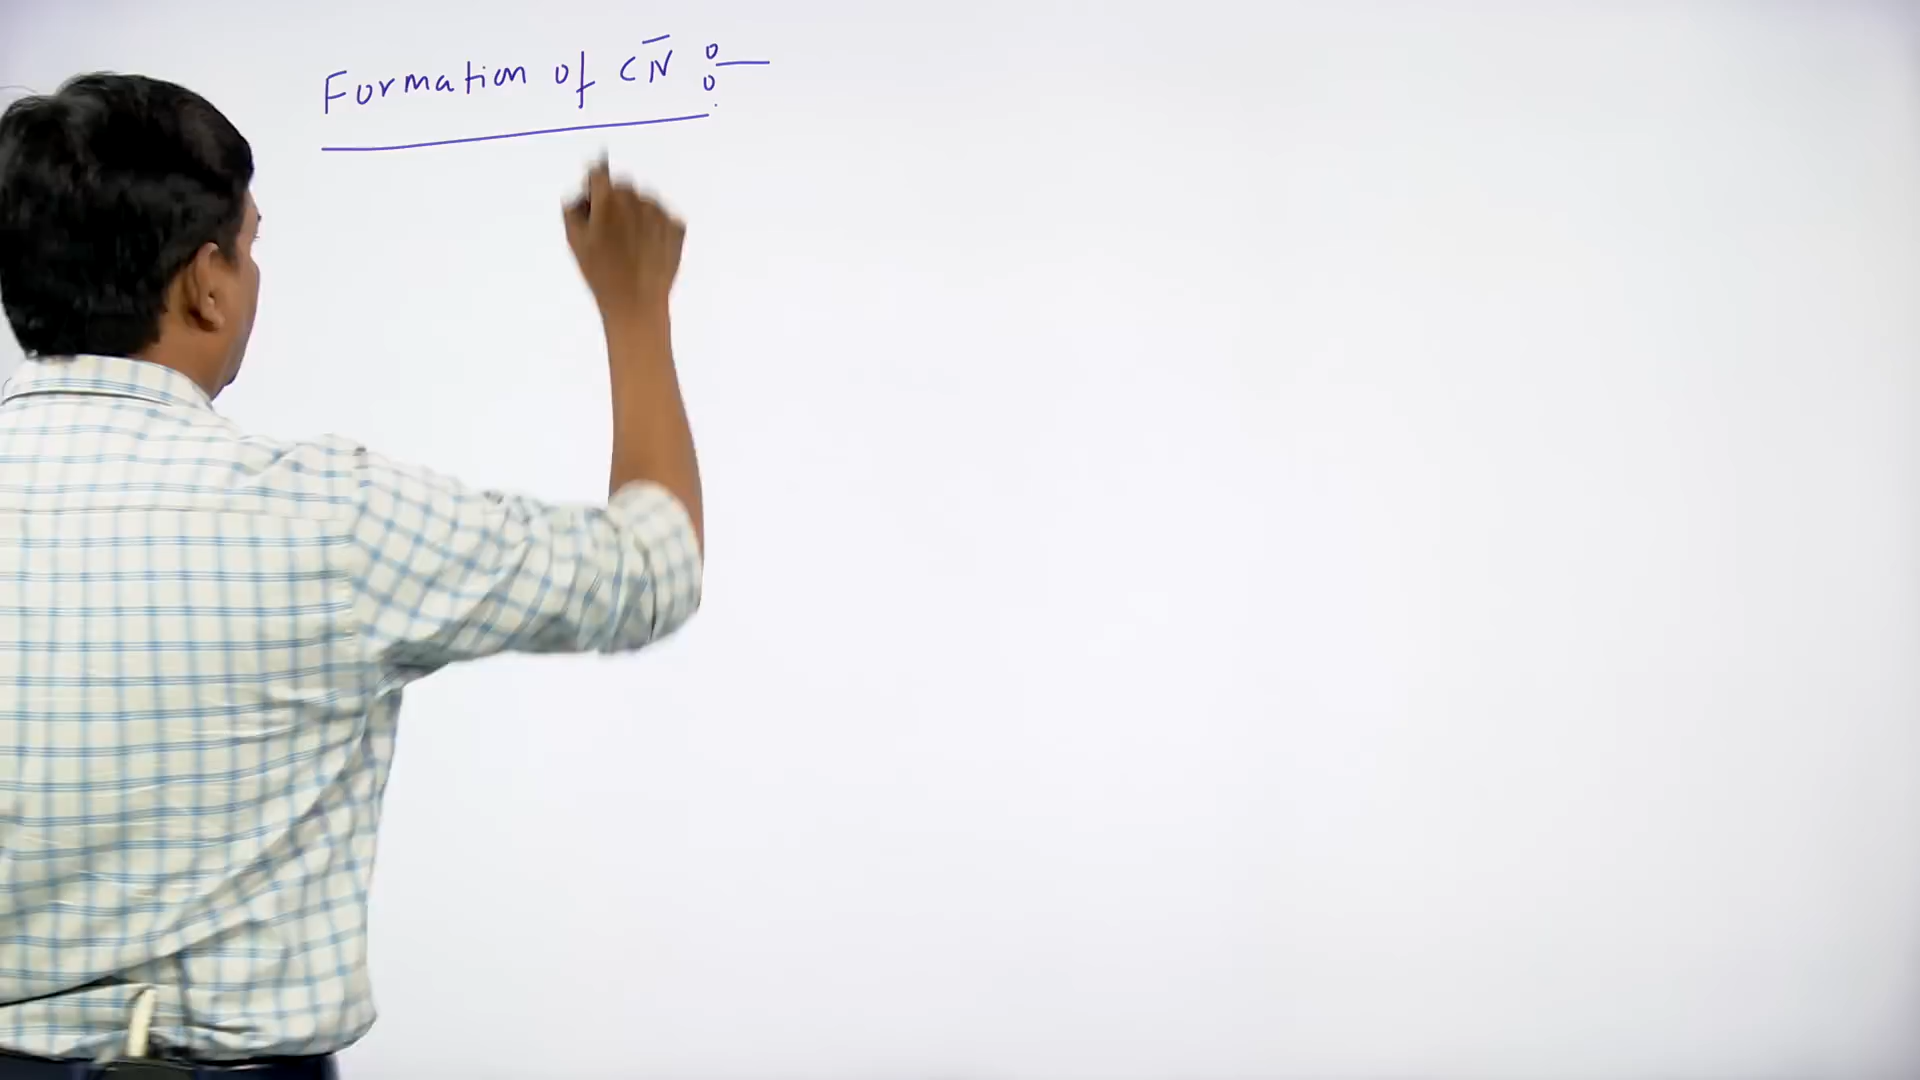 Formation of CN⁻ :—